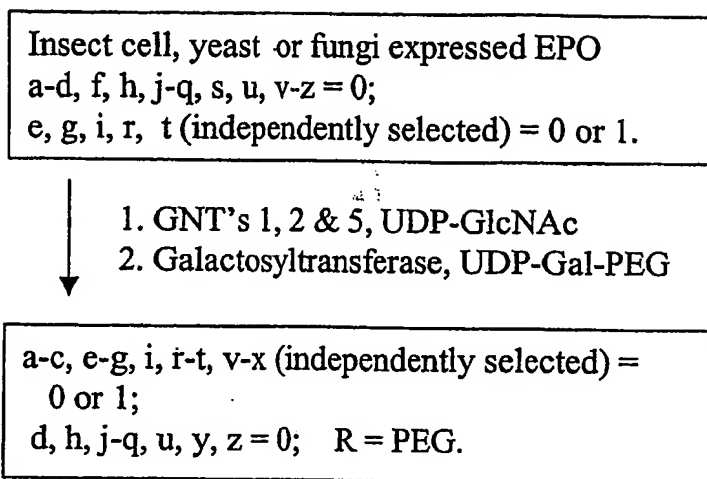 Insect cell, yeast or fungi expressed EPO
a-d, f, h, j-q, s, u, v-z = 0;
e, g, i, r, t (independently selected) = 0 or 1.
1. GNT's 1, 2 & 5, UDP-GlcNAc
2. Galactosyltransferase, UDP-Gal-PEG
a-c, e-g, i, r-t, v-x (independently selected) =
0 or 1;
d, h, j-q, u, y, z = 0; R = PEG.